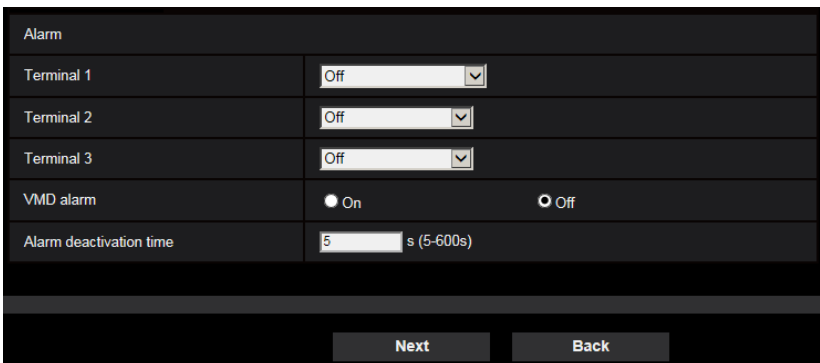 Alarm
Terminal 1 Off
Terminal 2 Off
Terminal 3 Off
VMD alarm On Off
Alarm deactivation time 5 s (5-600s)
Next Back